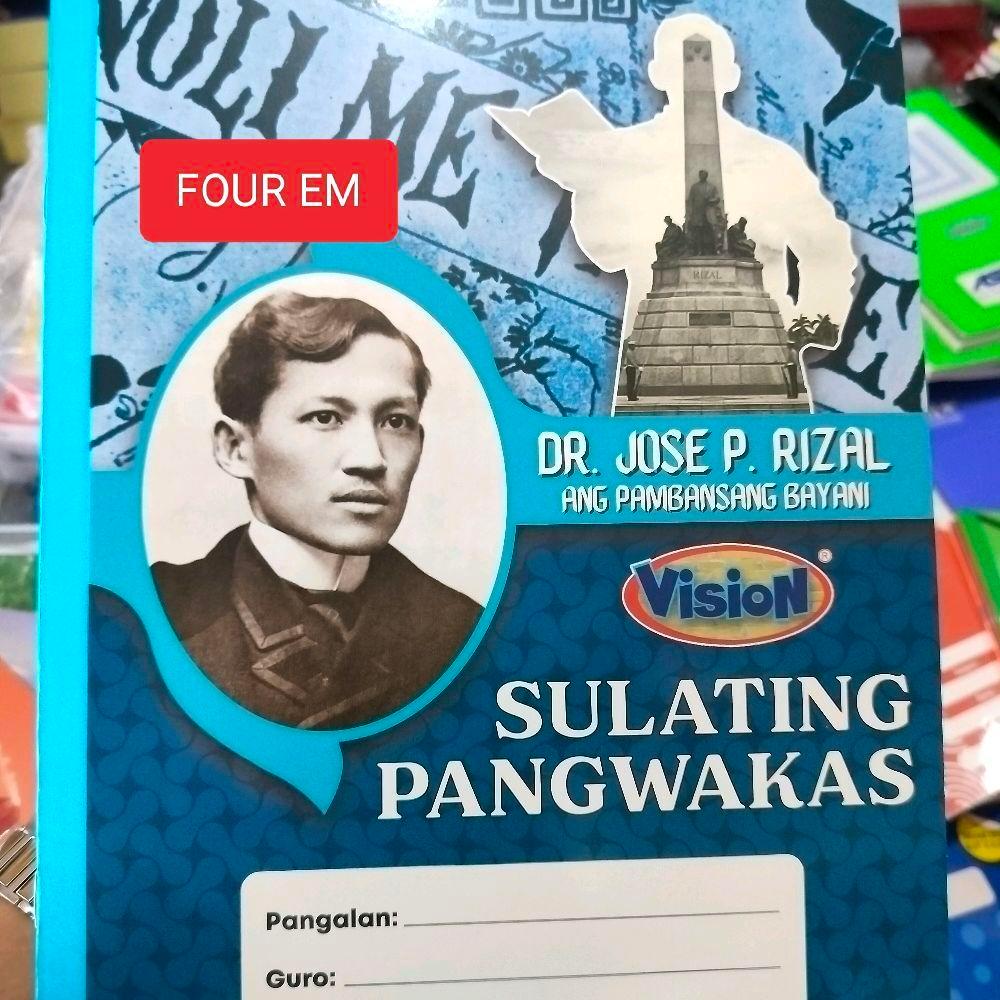 NOLI ME
FOUR EM
RIZAL
DR. JOSE P. RIZAL
ANG PAMBANSANG BAYANI
VisioN®
SULATING
PANGWAKAS
Pangalan:
Guro: